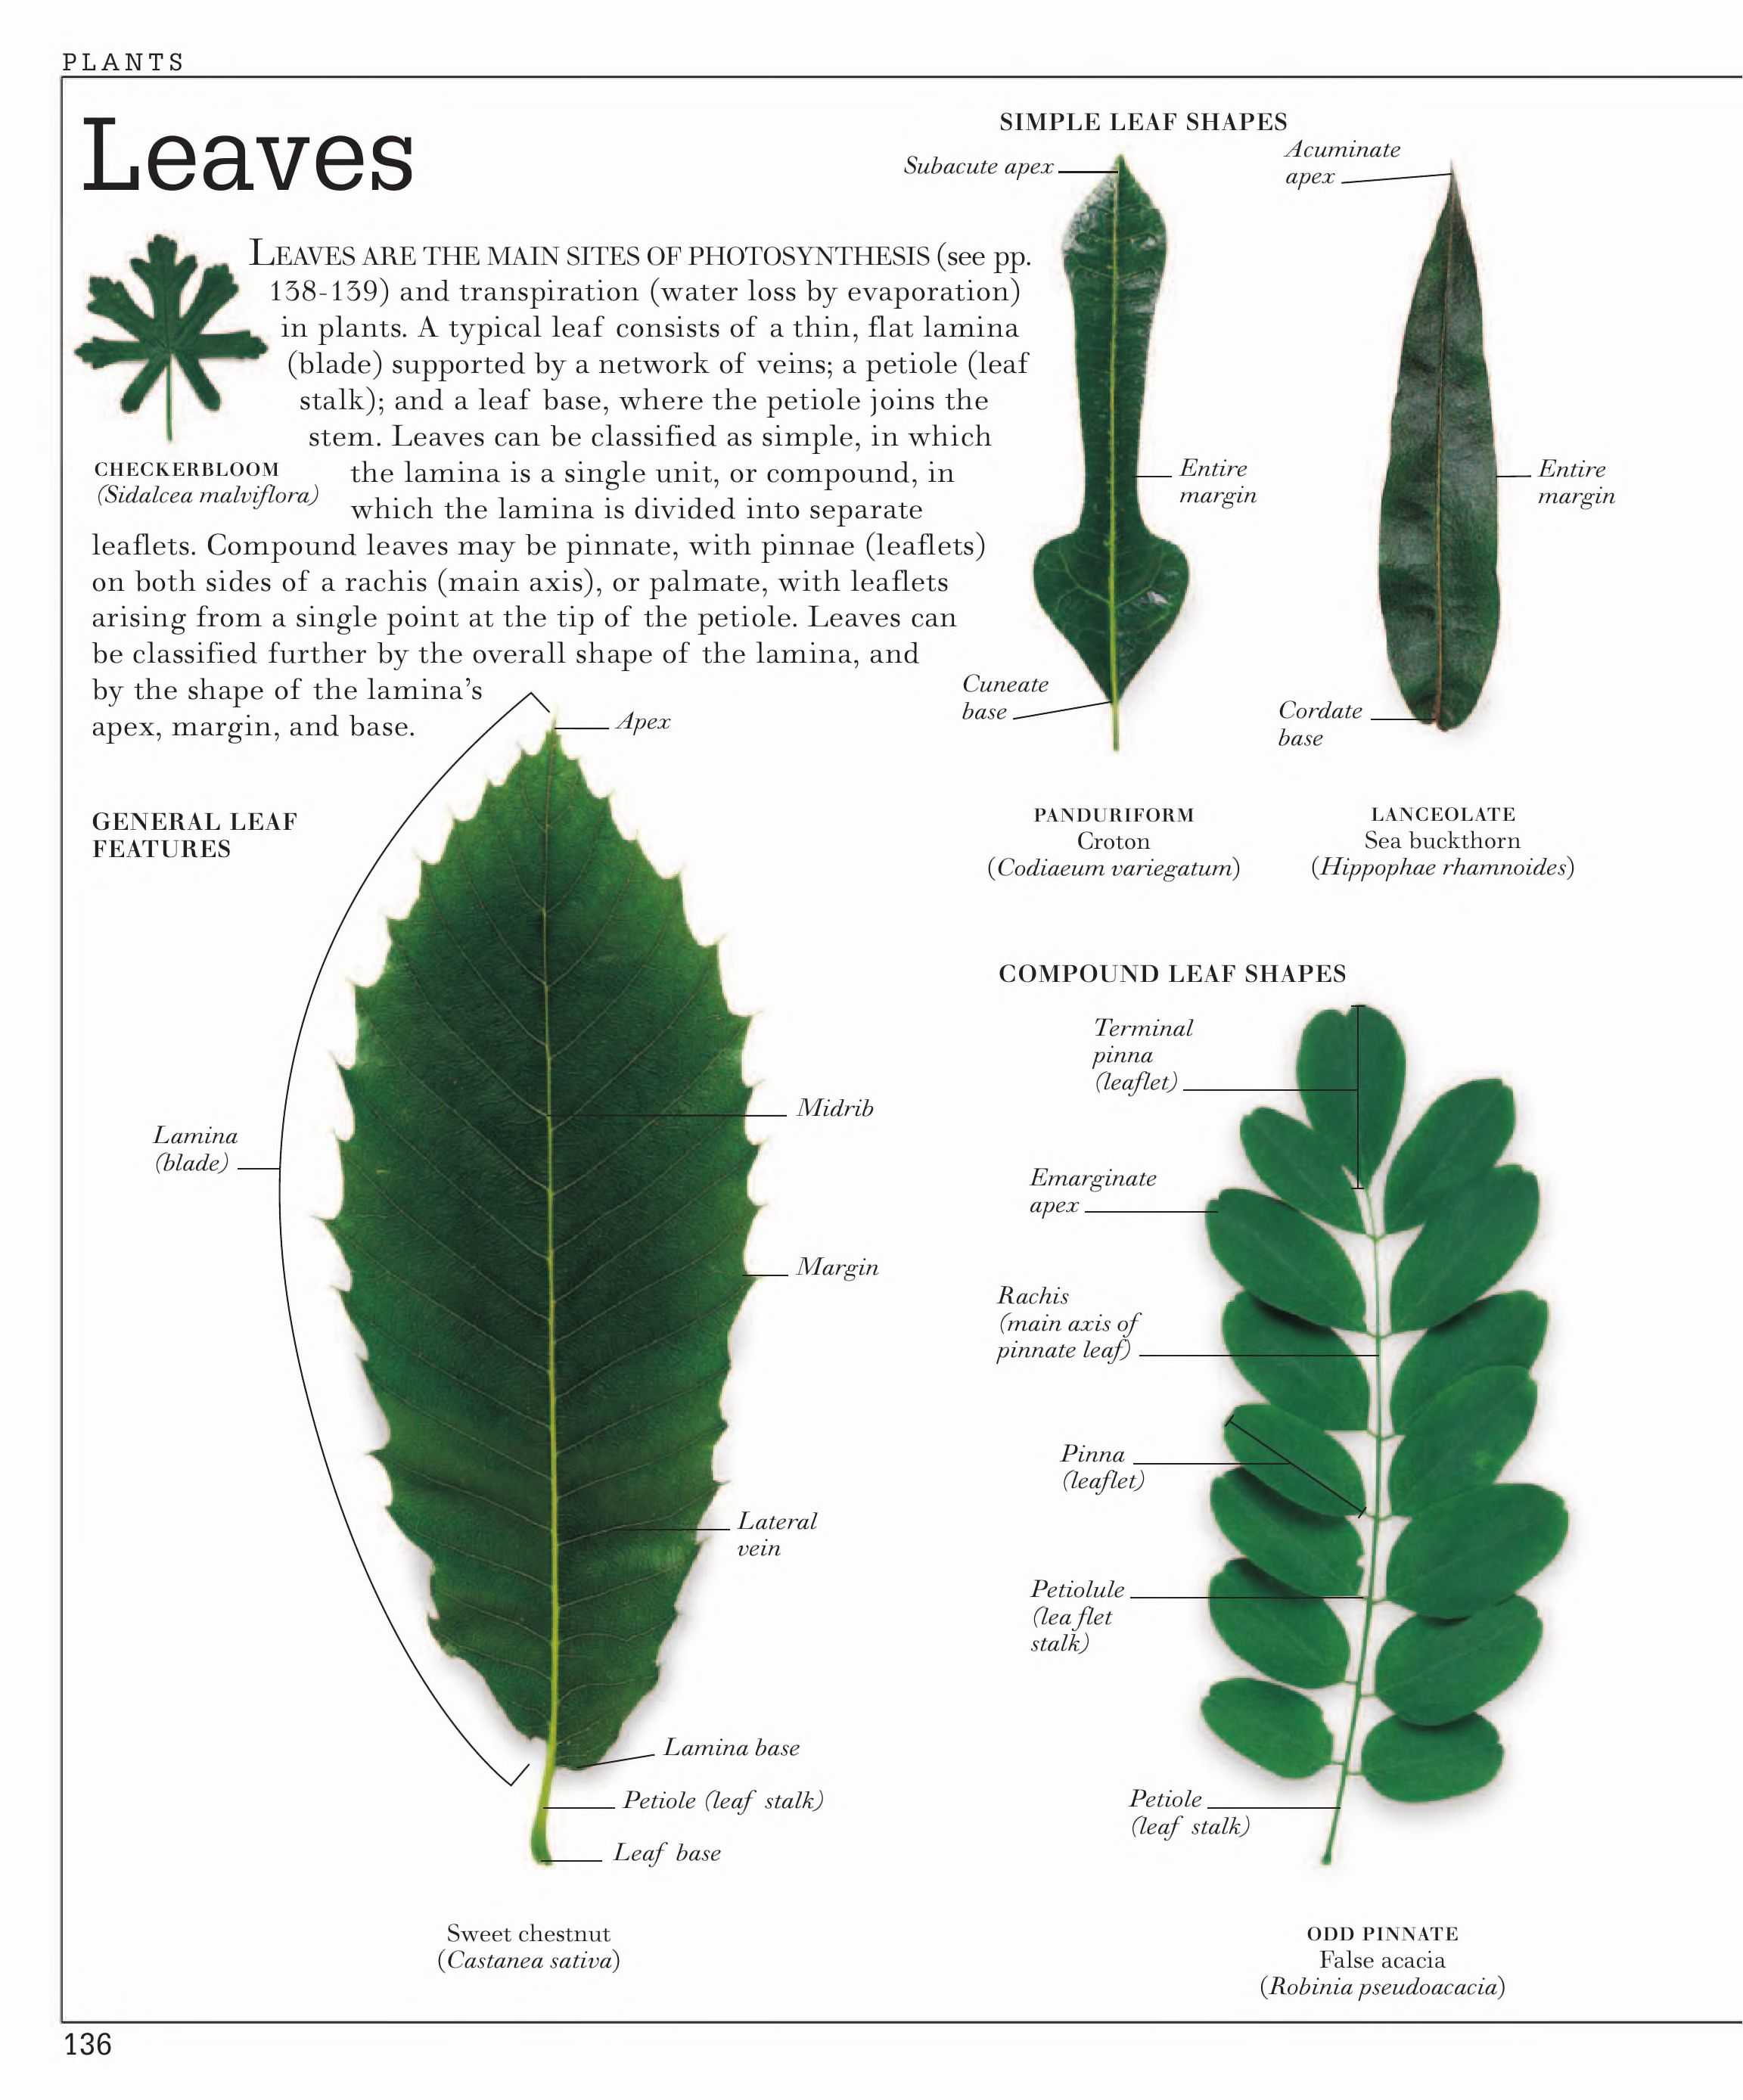 PLANTS
Leaves
LEAVES ARE THE MAIN SITES OF PHOTOSYNTHESIS (see pp.
138-139) and transpiration (water loss by evaporation)
in plants. A typical leaf consists of a thin, flat lamina
(blade) supported by a network of veins; a petiole (leaf
stalk); and a leaf base, where the petiole joins the
stem. Leaves can be classified as simple, in which
the lamina is a single unit, or compound, in
which the lamina is divided into separate
leaflets. Compound leaves may be pinnate, with pinnae (leaflets)
on both sides of a rachis (main axis), or palmate, with leaflets
arising from a single point at the tip of the petiole. Leaves can
be classified further by the overall shape of the lamina, and
by the shape of the lamina's
apex, margin, and base.
CHECKERBLOOM
(Sidalcea malviflora)
GENERAL LEAF
FEATURES
Apex
Lamina
(blade)
Midrib
Margin
Lateral
vein
Lamina base
Petiole (leaf stalk)
Leaf base
Sweet chestnut
(Castanea sativa)
SIMPLE LEAF SHAPES
Subacute apex
Entire
margin
Cuneate
base
PANDURIFORM
Croton
(Codiaeum variegatum)
Acuminate
apex
Entire
margin
Cordate
base
LANCEOLATE
Sea buckthorn
(Hippophae rhamnoides)
COMPOUND LEAF SHAPES
Terminal
pinna
(leaflet)
Emarginate
apex
Rachis
(main axis of
pinnate leaf)
Pinna
(leaflet)
Petiolule
(lea flet
stalk)
Petiole
(leaf stalk)
ODD PINNATE
False acacia
(Robinia pseudoacacia)
136